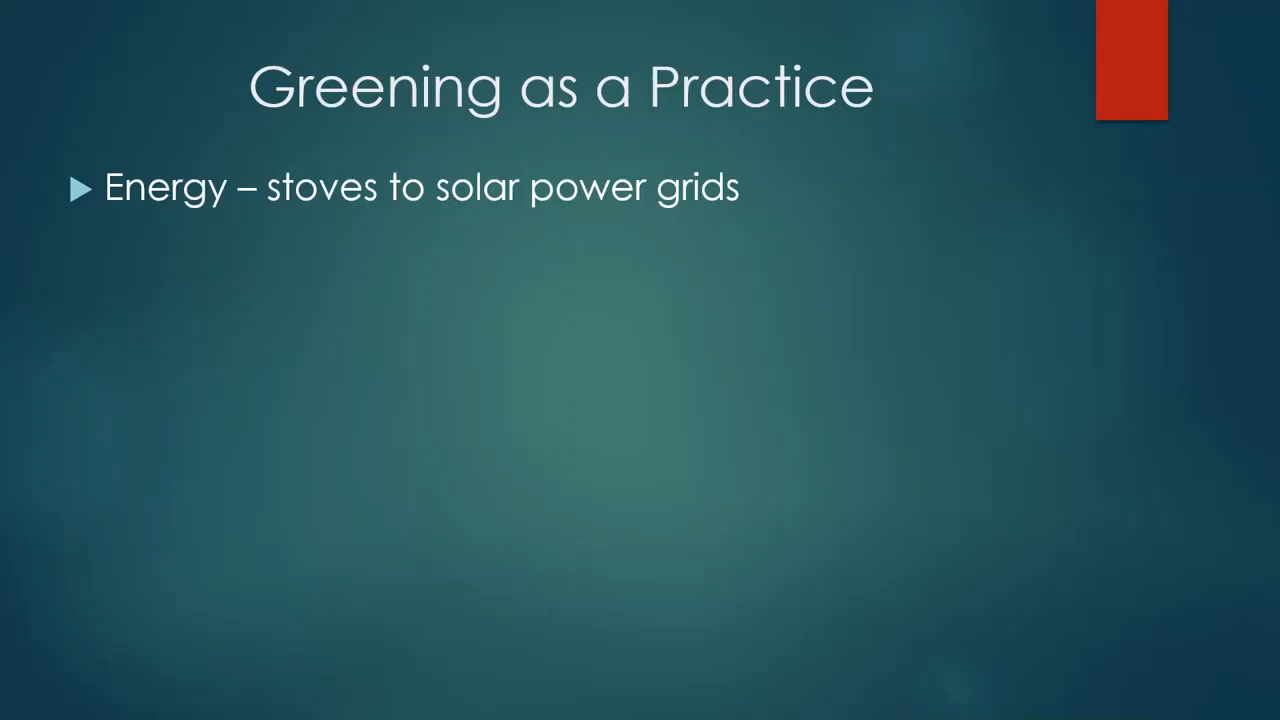 Greening as a Practice
Energy – stoves to solar power grids